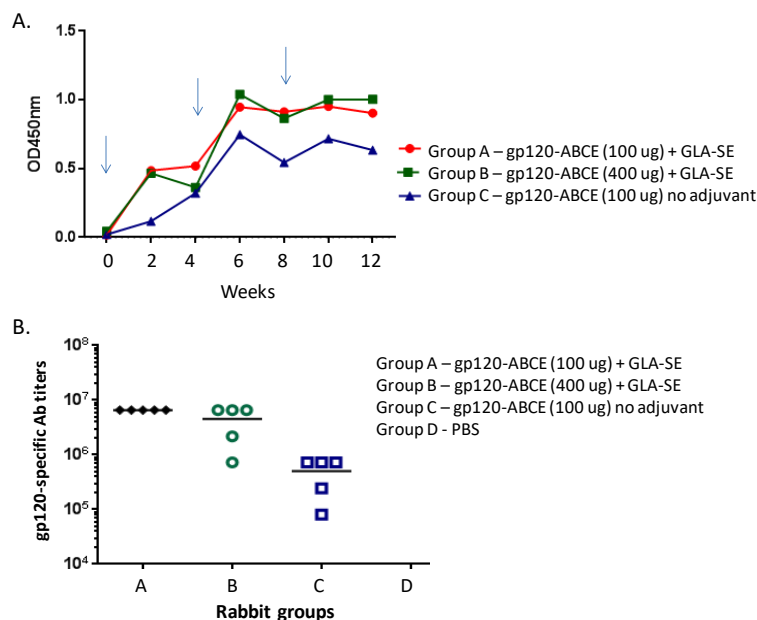 A.
1.5
1.0
0.5
0.0
OD450nm
0 2 4 6 8 10 12
Weeks
Group A – gp120-ABCE (100 ug) + GLA-SE
Group B – gp120-ABCE (400 ug) + GLA-SE
Group C – gp120-ABCE (100 ug) no adjuvant
B.
10⁸
10⁷
10⁶
10⁵
10⁴
gp120-specific Ab titers
A B C D
Rabbit groups
Group A – gp120-ABCE (100 ug) + GLA-SE
Group B – gp120-ABCE (400 ug) + GLA-SE
Group C – gp120-ABCE (100 ug) no adjuvant
Group D - PBS